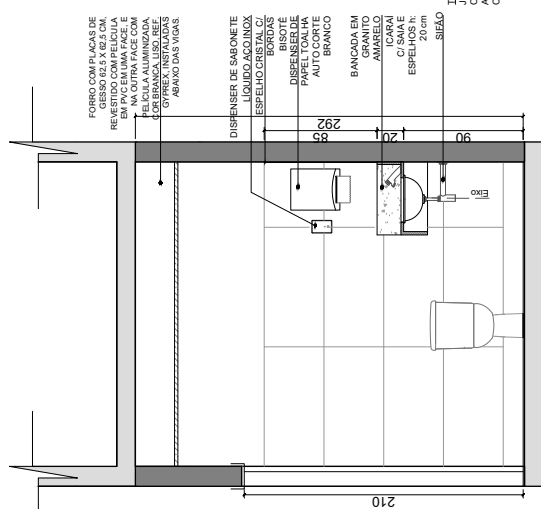 FORRO COM PLACAS DE
GESSO 62,5 X 62,5 CM,
REVESTIDO COM PELÍCULA
EM PVC EM UMA FACE, E
NA OUTRA FACE COM
PELÍCULA ALUMINIZADA,
COR BRANCA, LISO, REF.
GYPREX, INSTALADAS
ABAIXO DAS VIGAS.
DISPENSER DE SABONETE
LÍQUIDO AÇO INOX
ESPELHO CRISTAL C/
BORDAS
BISOTÊ
DISPENSER DE
PAPEL TOALHA
AUTO CORTE
BRANCO
BANCADA EM
GRANITO
AMARELO
ICARAÍ
C/ SAIA E
ESPELHOS h:
20 cm
SIFÃO
292
85
20
90
Eixo
210